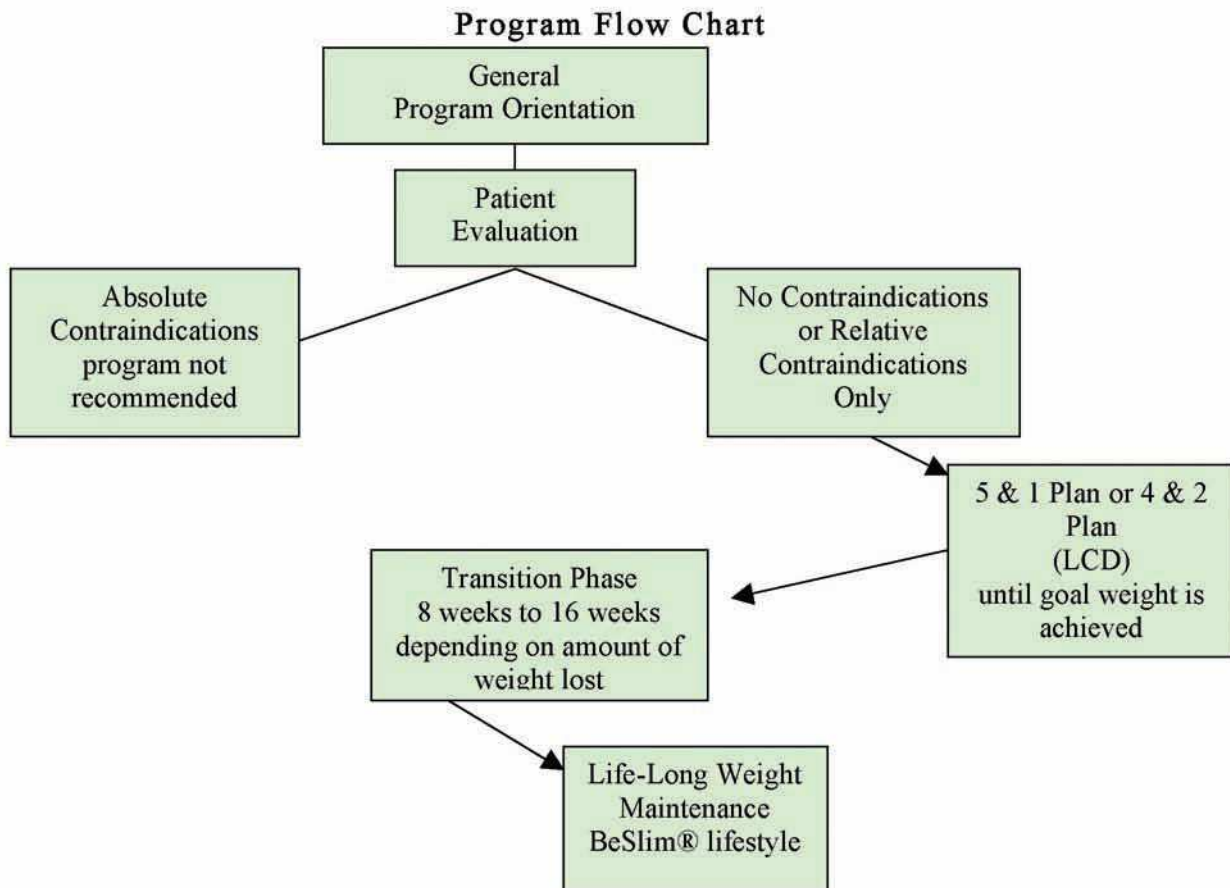 Program Flow Chart
General
Program Orientation
Patient
Evaluation
Absolute
Contraindications
program not
recommended
No Contraindications
or Relative
Contraindications
Only
5 & 1 Plan or 4 & 2
Plan
(LCD)
until goal weight is
achieved
Transition Phase
8 weeks to 16 weeks
depending on amount of
weight lost
Life-Long Weight
Maintenance
BeSlim® lifestyle